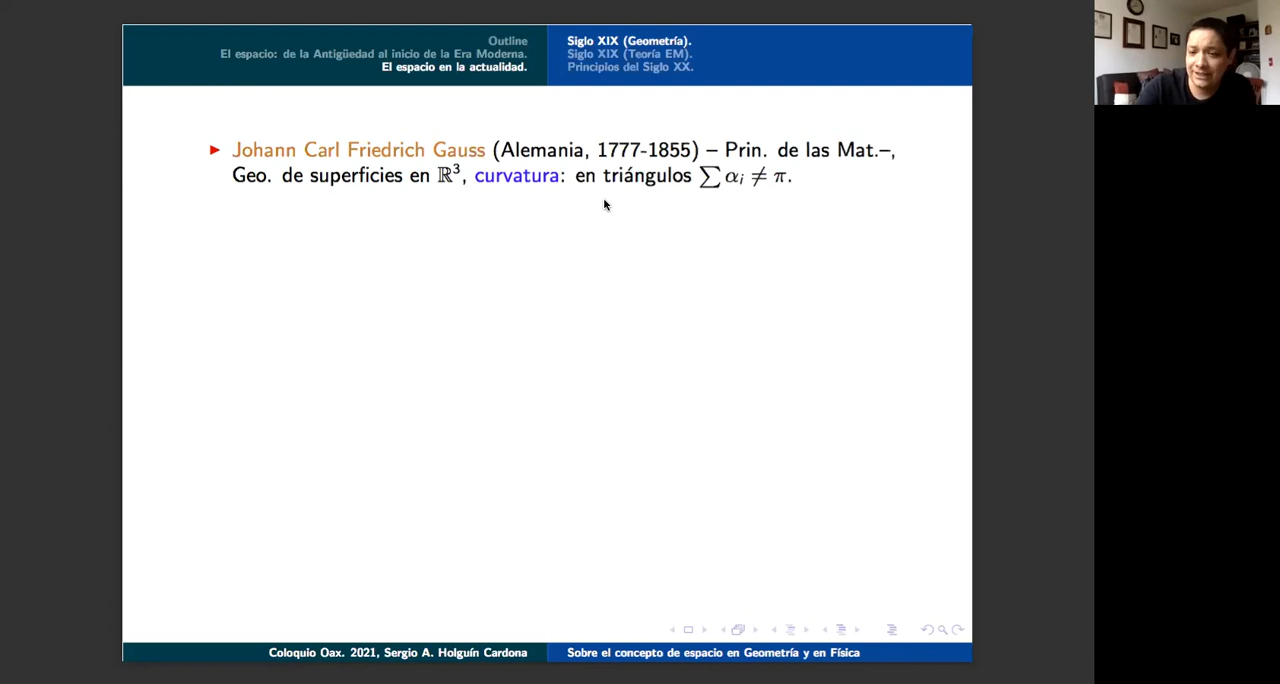 Outline
El espacio: de la Antigüedad al inicio de la Era Moderna.
El espacio en la actualidad.
Siglo XIX (Geometría).
Siglo XIX (Teoría EM).
Principios del Siglo XX.
Johann Carl Friedrich Gauss (Alemania, 1777-1855) – Prin. de las Mat.–,
Geo. de superficies en ℝ³, curvatura: en triángulos ∑ αᵢ ≠ π.
Coloquio Oax. 2021, Sergio A. Holguín Cardona
Sobre el concepto de espacio en Geometría y en Física